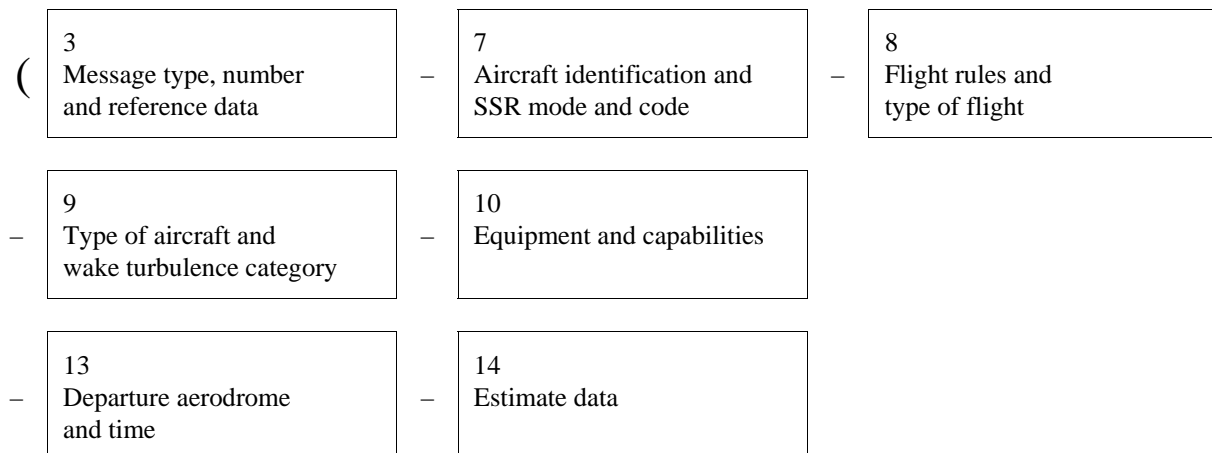 ( 3 7 8
Message type, number – Aircraft identification and – Flight rules and
and reference data SSR mode and code type of flight
9 10
– Type of aircraft and – Equipment and capabilities
wake turbulence category
13 14
– Departure aerodrome – Estimate data
and time